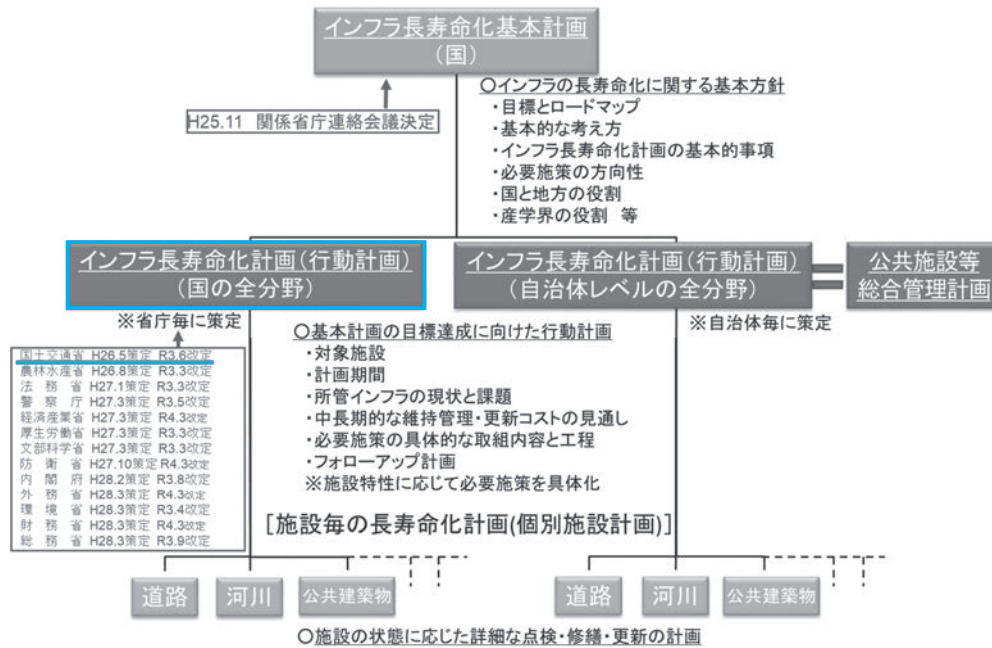 インフラ長寿命化基本計画
(国)
H25.11 関係省庁連絡会議決定
〇インフラの長寿命化に関する基本方針
・目標とロードマップ
・基本的な考え方
・インフラ長寿命化計画の基本的事項
・必要施策の方向性
・国と地方の役割
・産学界の役割 等
インフラ長寿命化計画(行動計画)
(国の全分野)
※省庁毎に策定
国土交通省 H26.5策定 R3.6改定
農林水産省 H26.8策定 R3.3改定
法務省 H27.1策定 R3.3改定
警察庁 H27.3策定 R3.5改定
経済産業省 H27.3策定 R4.3改定
厚生労働省 H27.3策定 R3.3改定
文部科学省 H27.3策定 R3.3改定
防衛省 H27.10策定 R4.3改定
内閣府 H28.2策定 R3.8改定
外務省 H28.3策定 R4.3改定
環境省 H28.3策定 R3.4改定
財務省 H28.3策定 R4.3改定
総務省 H28.3策定 R3.9改定
インフラ長寿命化計画(行動計画)
(自治体レベルの全分野)
公共施設等
総合管理計画
※自治体毎に策定
〇基本計画の目標達成に向けた行動計画
・対象施設
・計画期間
・所管インフラの現状と課題
・中長期的な維持管理・更新コストの見通し
・必要施策の具体的な取組内容と工程
・フォローアップ計画
※施設特性に応じて必要施策を具体化
[施設毎の長寿命化計画(個別施設計画)]
道路 河川 公共建築物 道路 河川 公共建築物
〇施設の状態に応じた詳細な点検・修繕・更新の計画